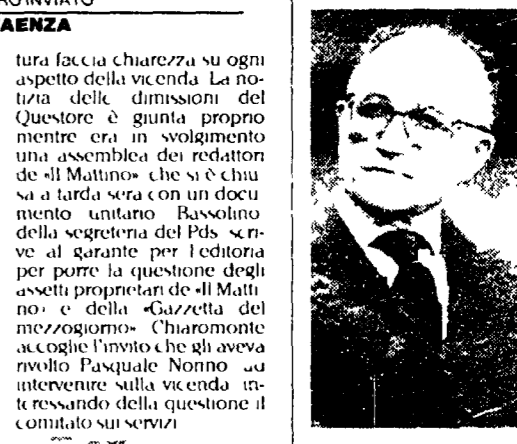 AENZA
tura faccia chiarezza su ogni
aspetto della vicenda La no-
tizia delle dimissioni del
Questore è giunta proprio
mentre era in svolgimento
una assemblea dei redattori
de «Il Mattino» che si è chiu
sa a tarda sera con un docu
mento unitario Bassolino
della segreteria del Pds scri-
ve al garante per l editoria
per porre la questione degli
assetti proprietari de «Il Matti
no» e della «Gazzetta del
mezzogiorno» Chiaromonte
accoglie l'invito che gli aveva
rivolto Pasquale Nonno ad
intervenire sulla vicenda in-
teressando della questione il
comitato sui servizi